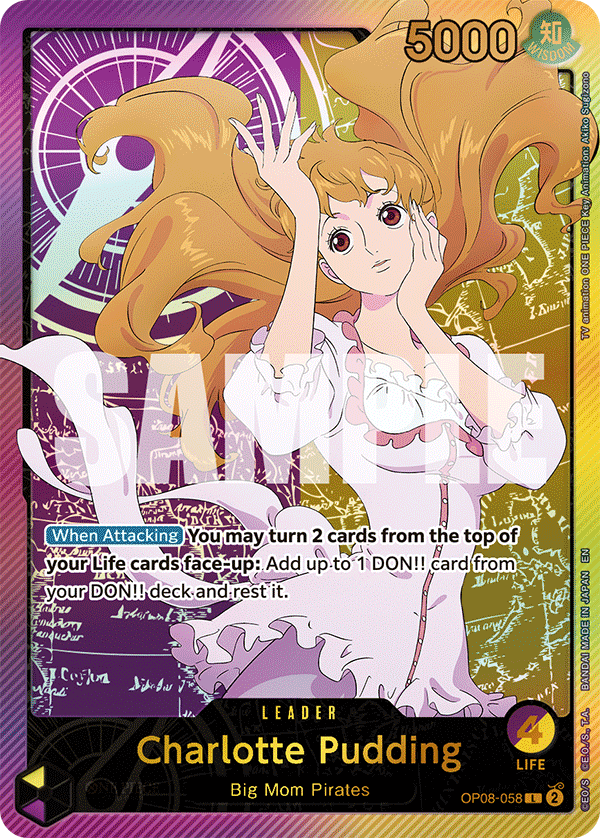 5000
知
WISDOM
TV animation ONE PIECE Key Animation: Akiko Sugizono
SAMPLE
When Attacking You may turn 2 cards from the top of
your Life cards face-up: Add up to 1 DON!! card from
your DON!! deck and rest it.
BANDAI MADE IN JAPAN EN
©E/S ©E.O./S., T.A.
LEADER
4
Charlotte Pudding
LIFE
Big Mom Pirates
ONE PIECE
OP08-058 L 2